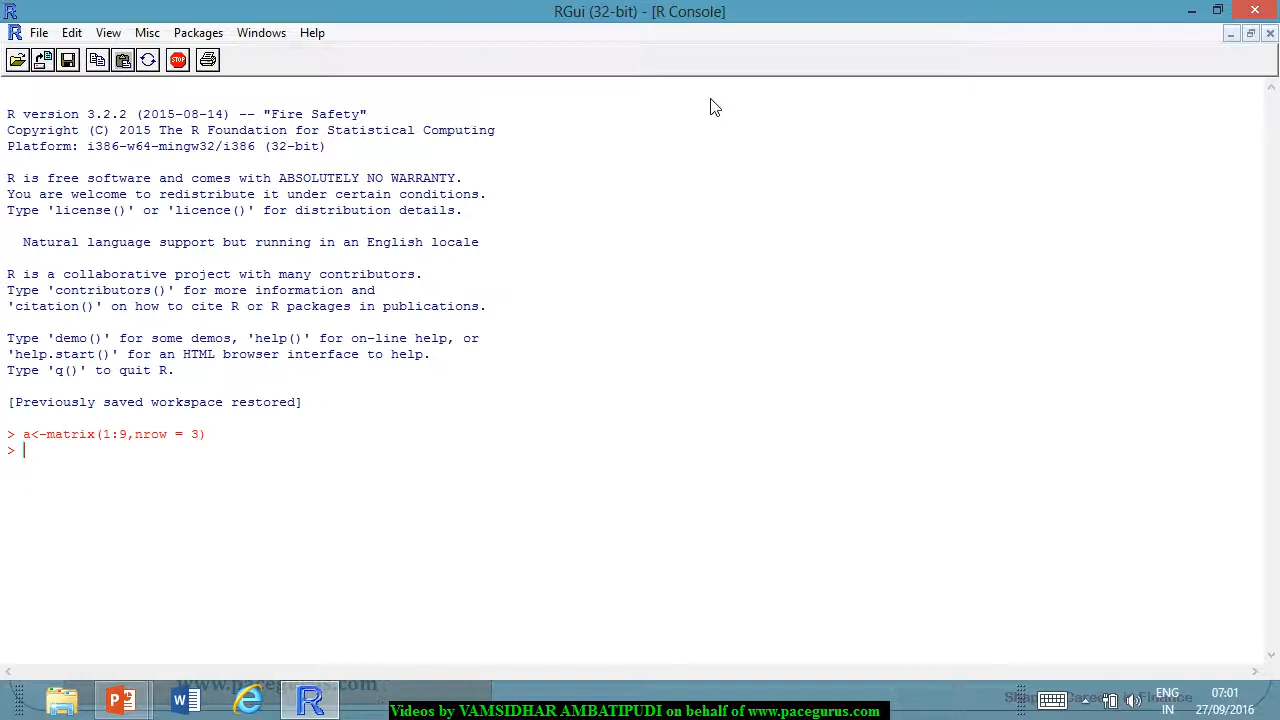 RGui (32-bit) - [R Console]
File Edit View Misc Packages Windows Help
STOP
R version 3.2.2 (2015-08-14) -- "Fire Safety"
Copyright (C) 2015 The R Foundation for Statistical Computing
Platform: i386-w64-mingw32/i386 (32-bit)
R is free software and comes with ABSOLUTELY NO WARRANTY.
You are welcome to redistribute it under certain conditions.
Type 'license()' or 'licence()' for distribution details.
Natural language support but running in an English locale
R is a collaborative project with many contributors.
Type 'contributors()' for more information and
'citation()' on how to cite R or R packages in publications.
Type 'demo()' for some demos, 'help()' for on-line help, or
'help.start()' for an HTML browser interface to help.
Type 'q()' to quit R.
[Previously saved workspace restored]
> a<-matrix(1:9,nrow = 3)
>
www.pacegurus.com
ENG 07:01
IN 27/09/2016
Videos by VAMSIDHAR AMBATIPUDI on behalf of www.pacegurus.com